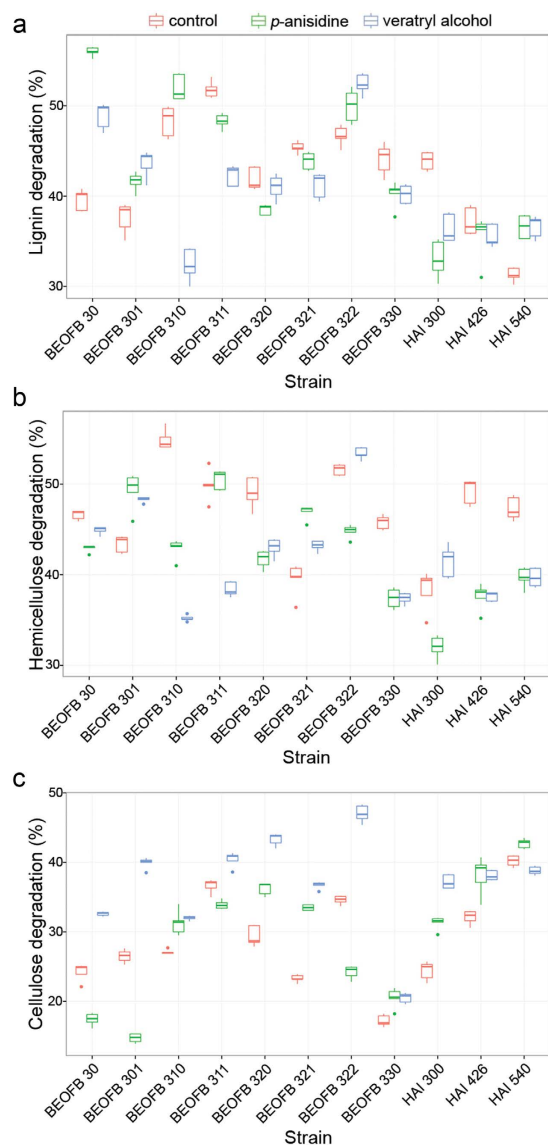 a
control p-anisidine veratryl alcohol
Lignin degradation (%)
50
40
30
BEOFB 30
BEOFB 301
BEOFB 310
BEOFB 311
BEOFB 320
BEOFB 321
BEOFB 322
BEOFB 330
HAI 300
HAI 426
HAI 540
Strain
b
Hemicellulose degradation (%)
50
40
30
BEOFB 30
BEOFB 301
BEOFB 310
BEOFB 311
BEOFB 320
BEOFB 321
BEOFB 322
BEOFB 330
HAI 300
HAI 426
HAI 540
Strain
c
Cellulose degradation (%)
50
40
30
20
BEOFB 30
BEOFB 301
BEOFB 310
BEOFB 311
BEOFB 320
BEOFB 321
BEOFB 322
BEOFB 330
HAI 300
HAI 426
HAI 540
Strain